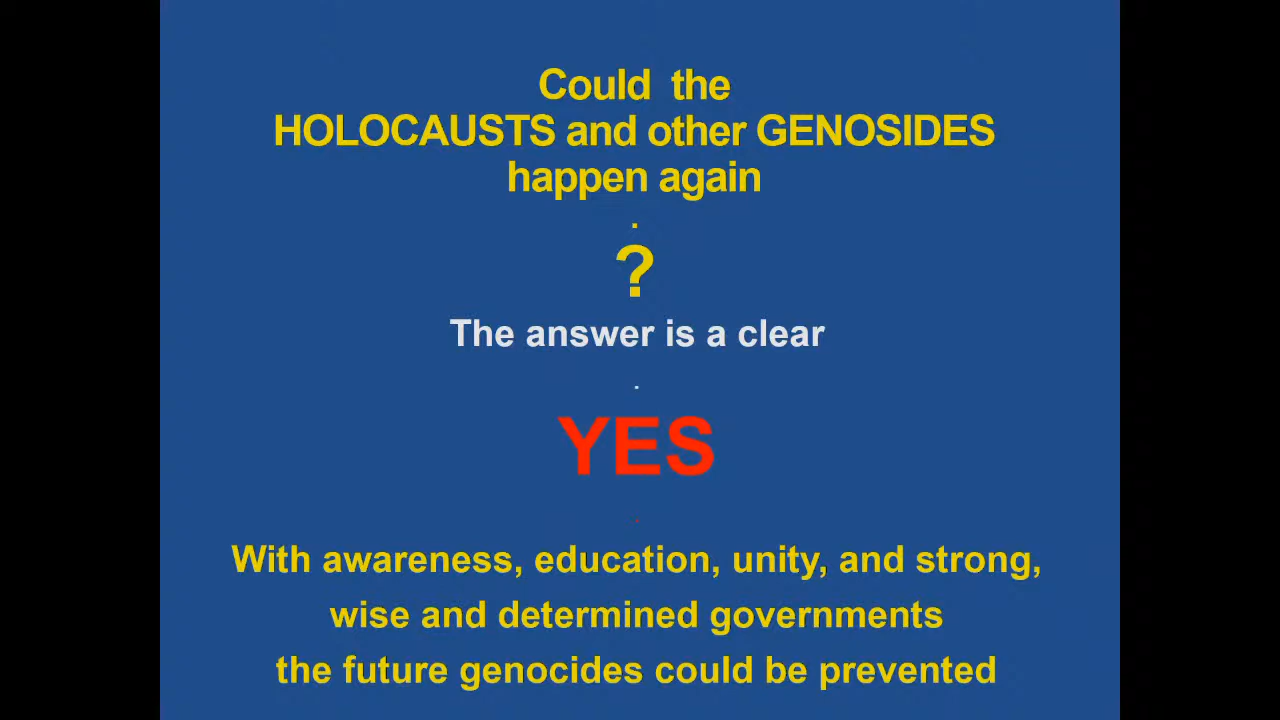 Could the
HOLOCAUSTS and other GENOSIDES
happen again
.
?
The answer is a clear
.
YES
.
With awareness, education, unity, and strong,
wise and determined governments
the future genocides could be prevented